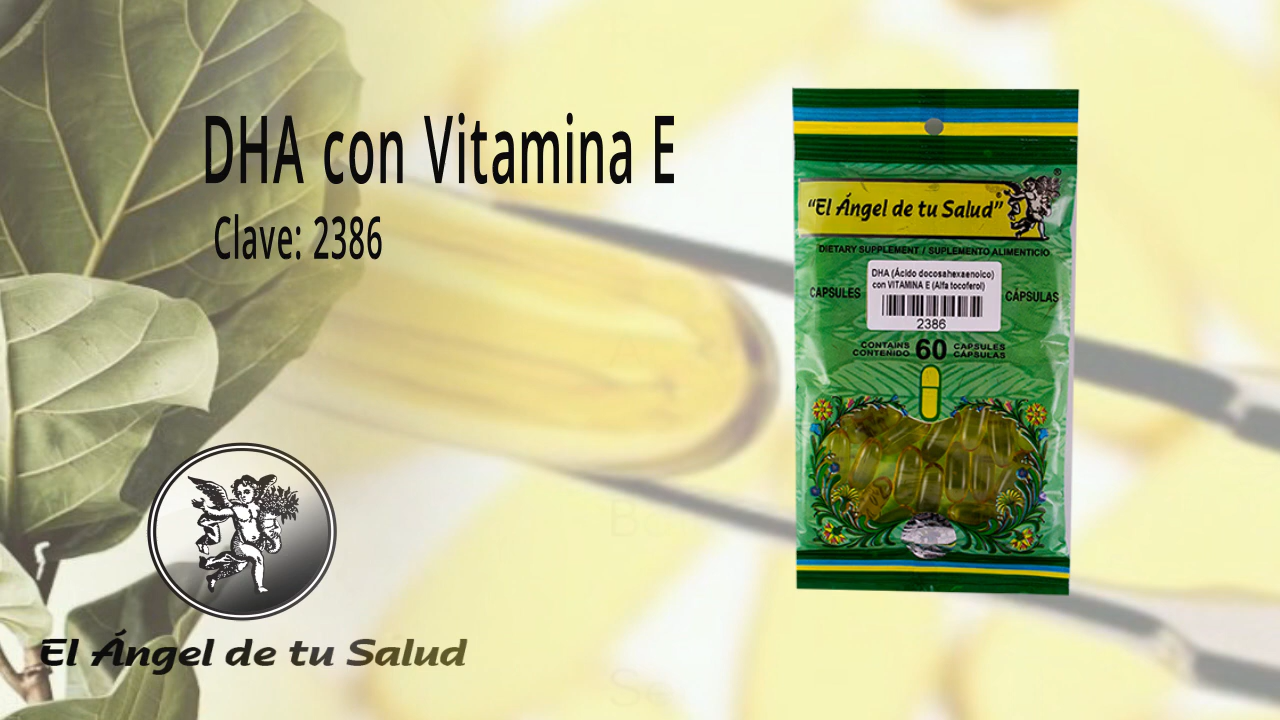 DHA con Vitamina E
Clave: 2386
El Ángel de tu Salud
"El Ángel de tu Salud"
DIETARY SUPPLEMENT / SUPLEMENTO ALIMENTICIO
DHA (Ácido docosahexaenoico)
con VITAMINA E (Alfa tocoferol)
CAPSULES CÁPSULAS
2386
CONTAINS 60 CAPSULES
CONTENIDO CÁPSULAS